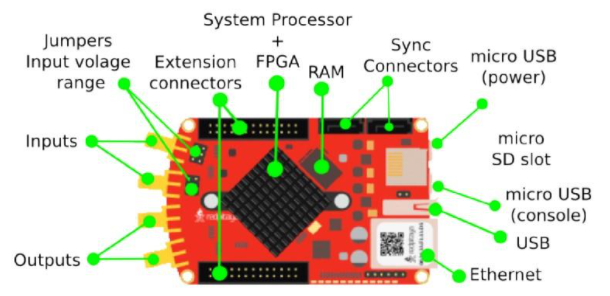 System Processor
+
FPGA
Jumpers
Input volage
range
Extension
connectors
RAM
Sync
Connectors
micro USB
(power)
Inputs
micro
SD slot
micro USB
(console)
USB
Outputs
Ethernet